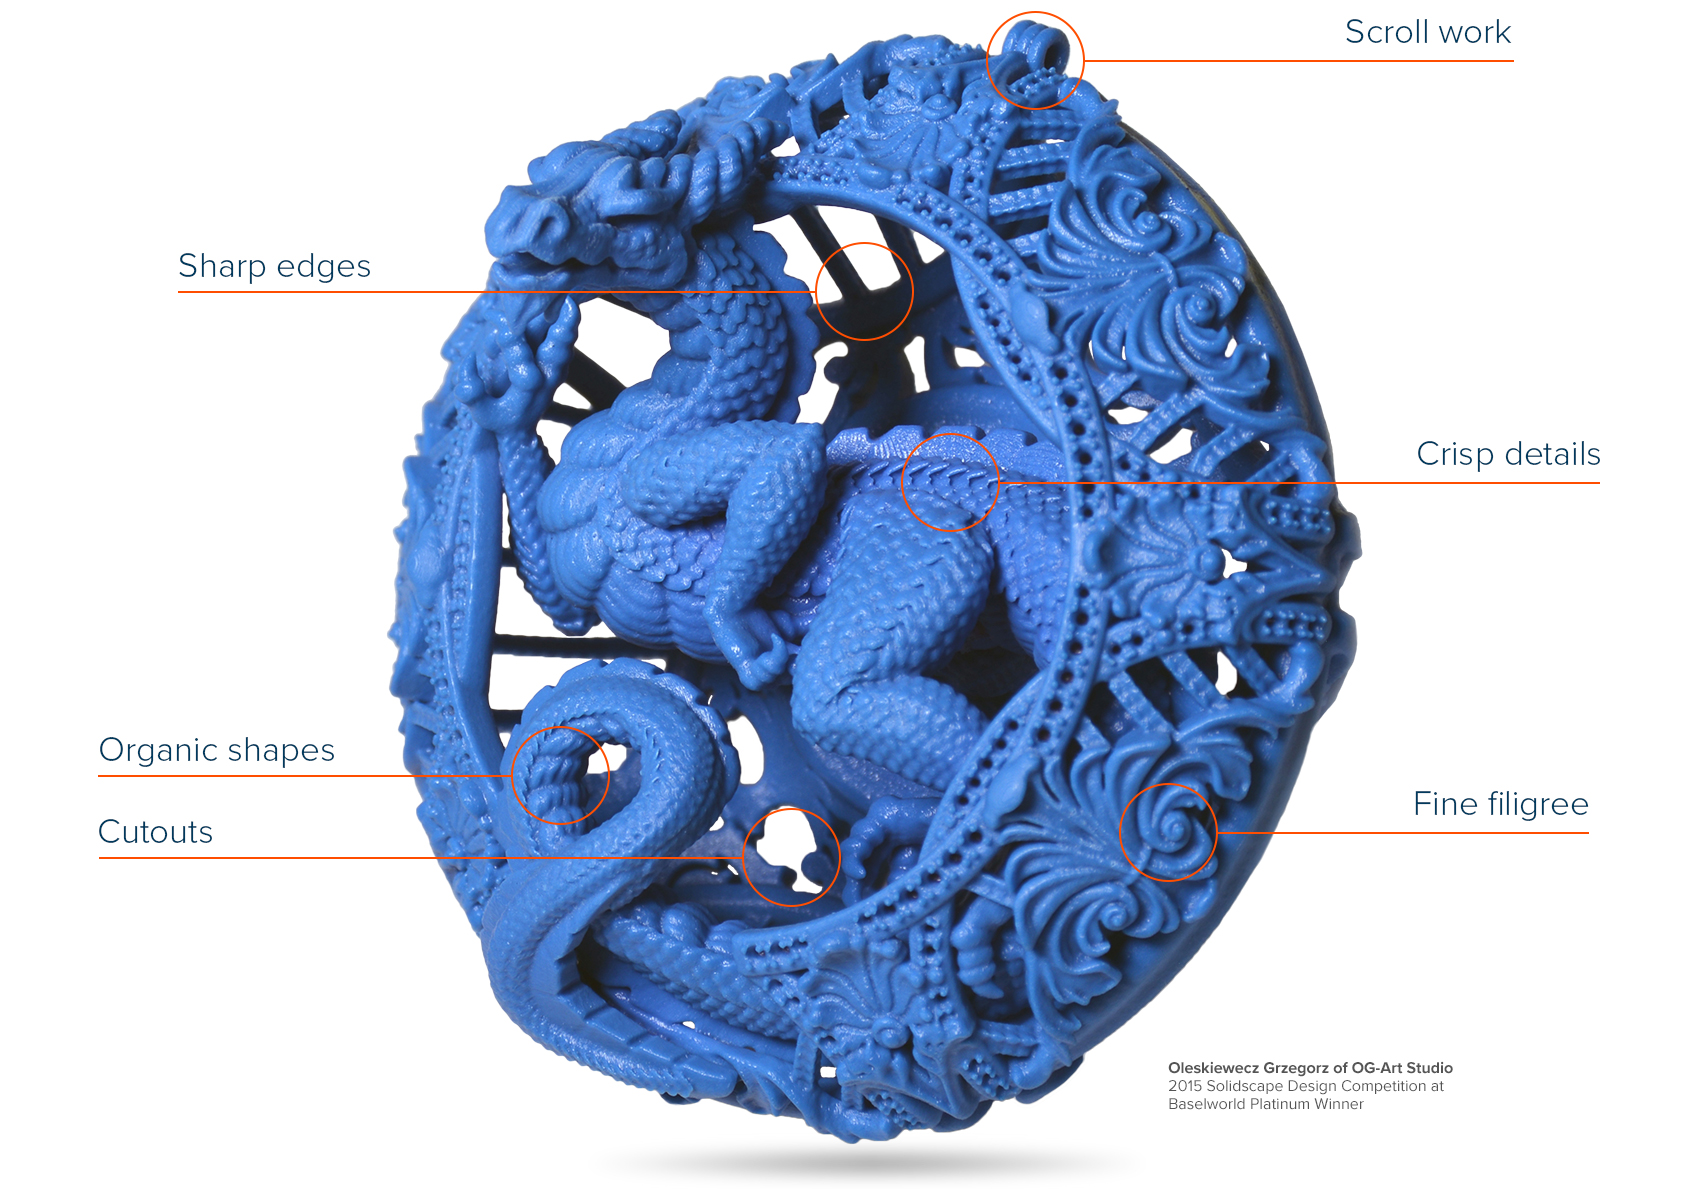 Scroll work
Sharp edges
Crisp details
Organic shapes
Fine filigree
Cutouts
Oleskiewecz Grzegorz of OG-Art Studio
2015 Solidscape Design Competition at
Baselworld Platinum Winner